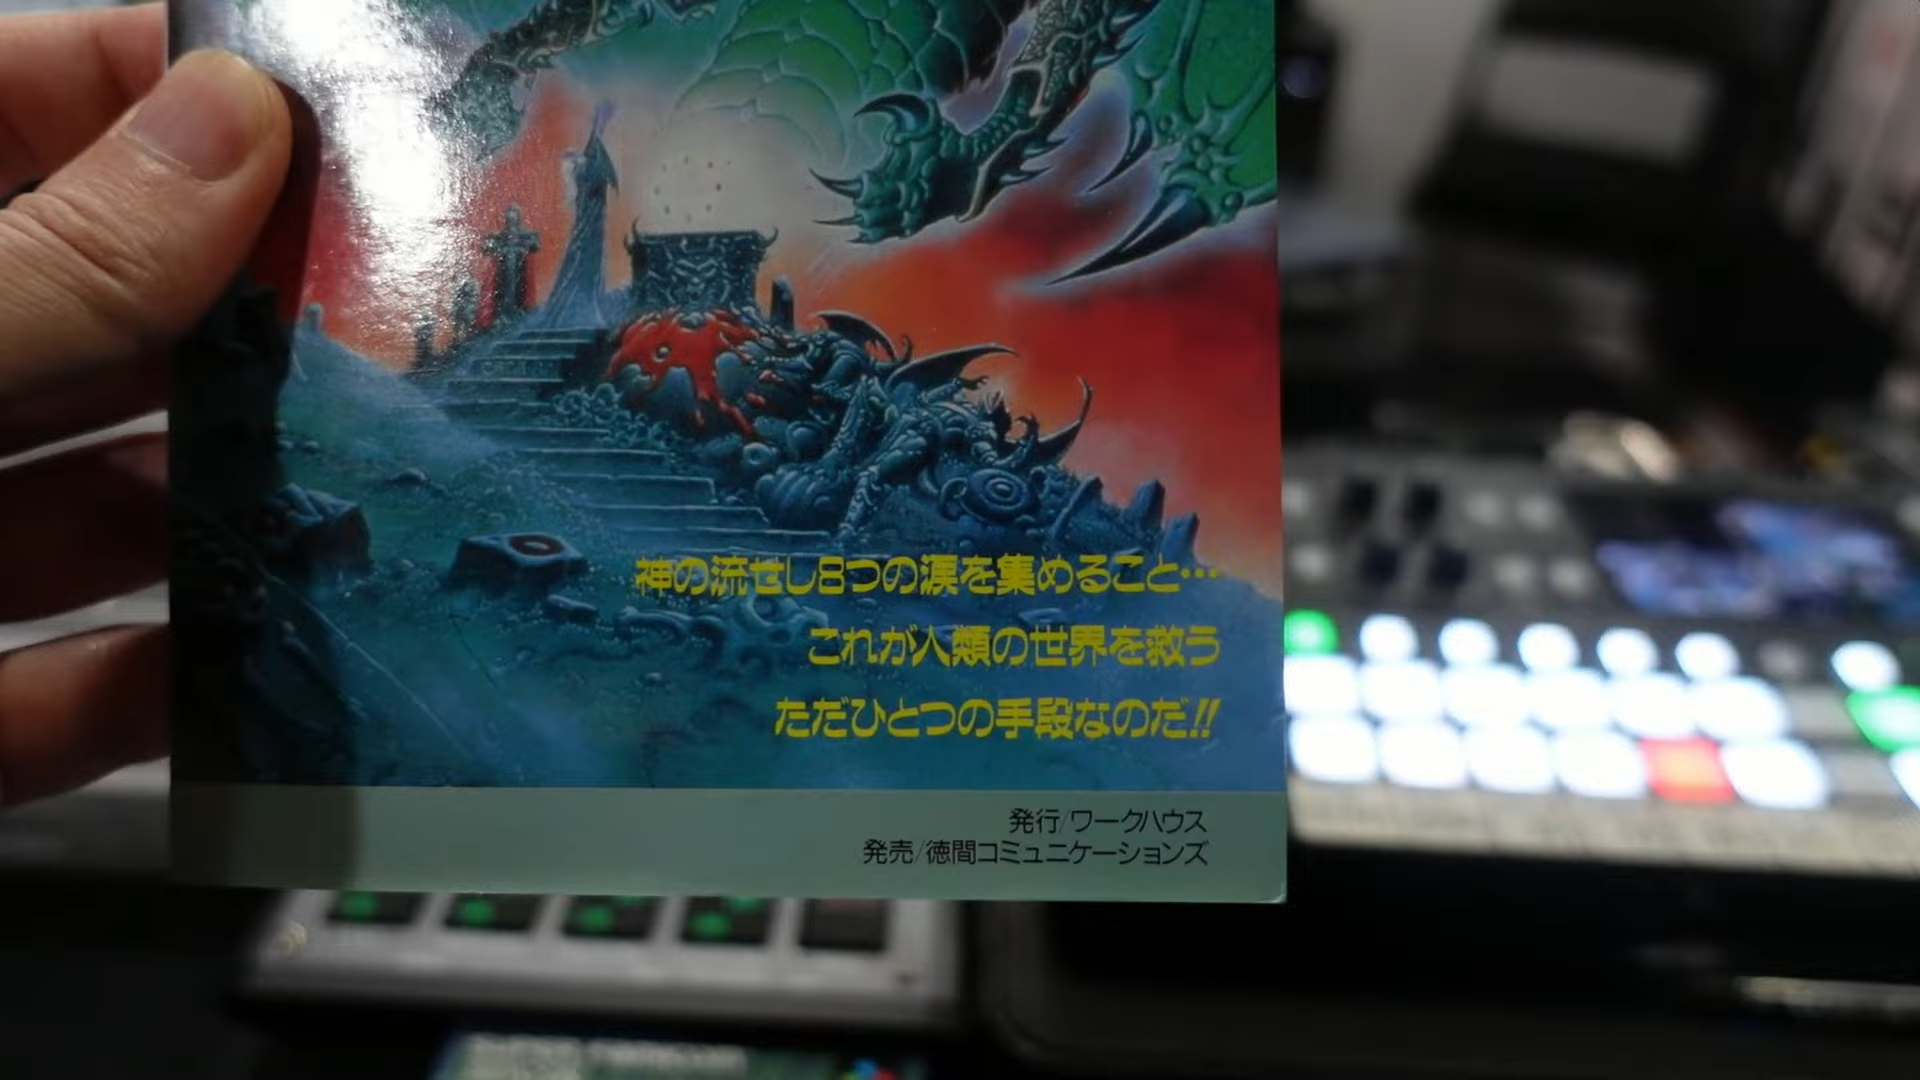 神の流せし8つの涙を集めること…
これが人類の世界を救う
ただひとつの手段なのだ!!
発行/ワークハウス
発売/徳間コミュニケーションズ